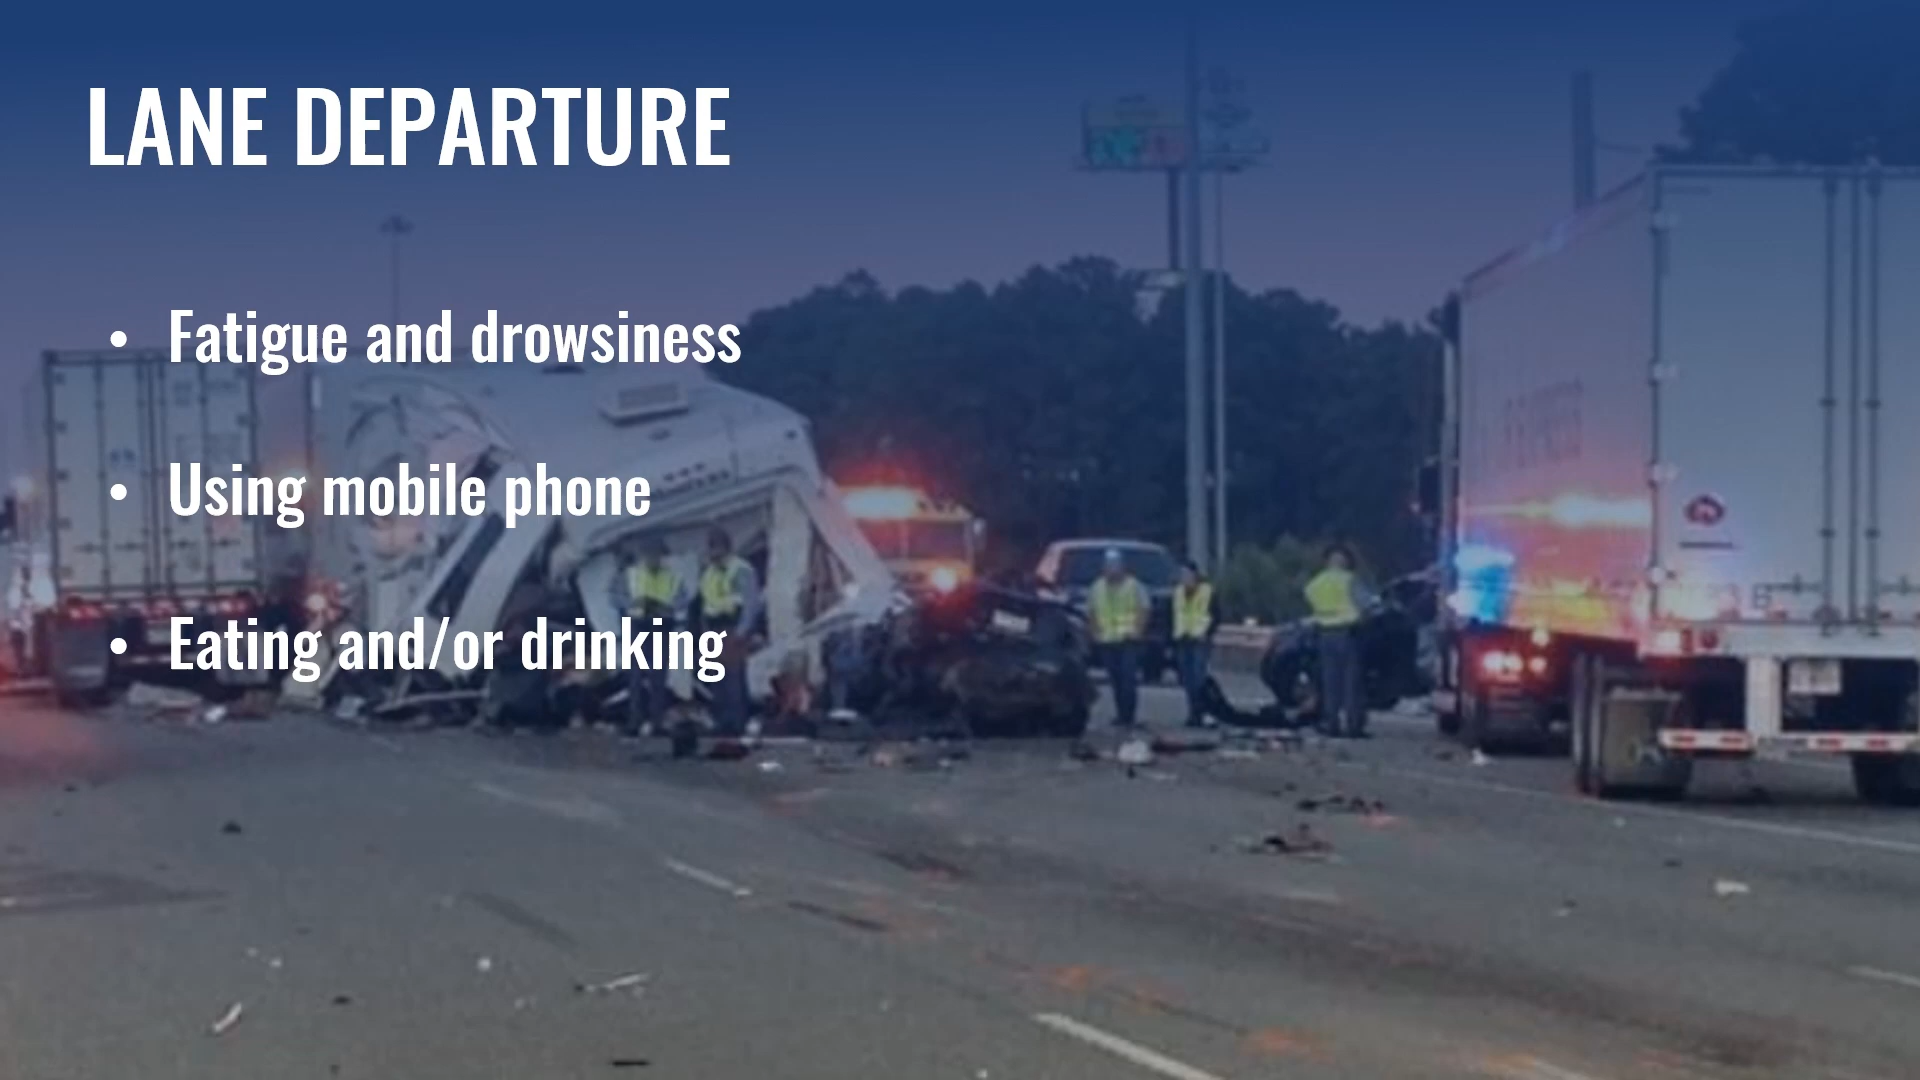 LANE DEPARTURE
• Fatigue and drowsiness
• Using mobile phone
• Eating and/or drinking